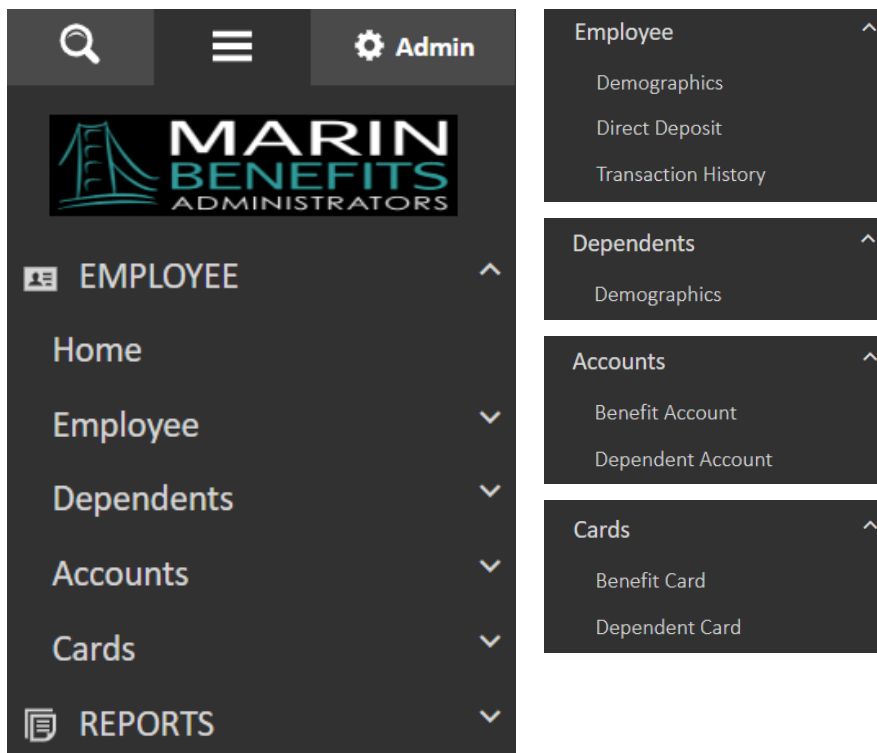 Admin
MARIN
BENEFITS
ADMINISTRATORS
EMPLOYEE
Home
Employee
Dependents
Accounts
Cards
REPORTS
Employee
Demographics
Direct Deposit
Transaction History
Dependents
Demographics
Accounts
Benefit Account
Dependent Account
Cards
Benefit Card
Dependent Card